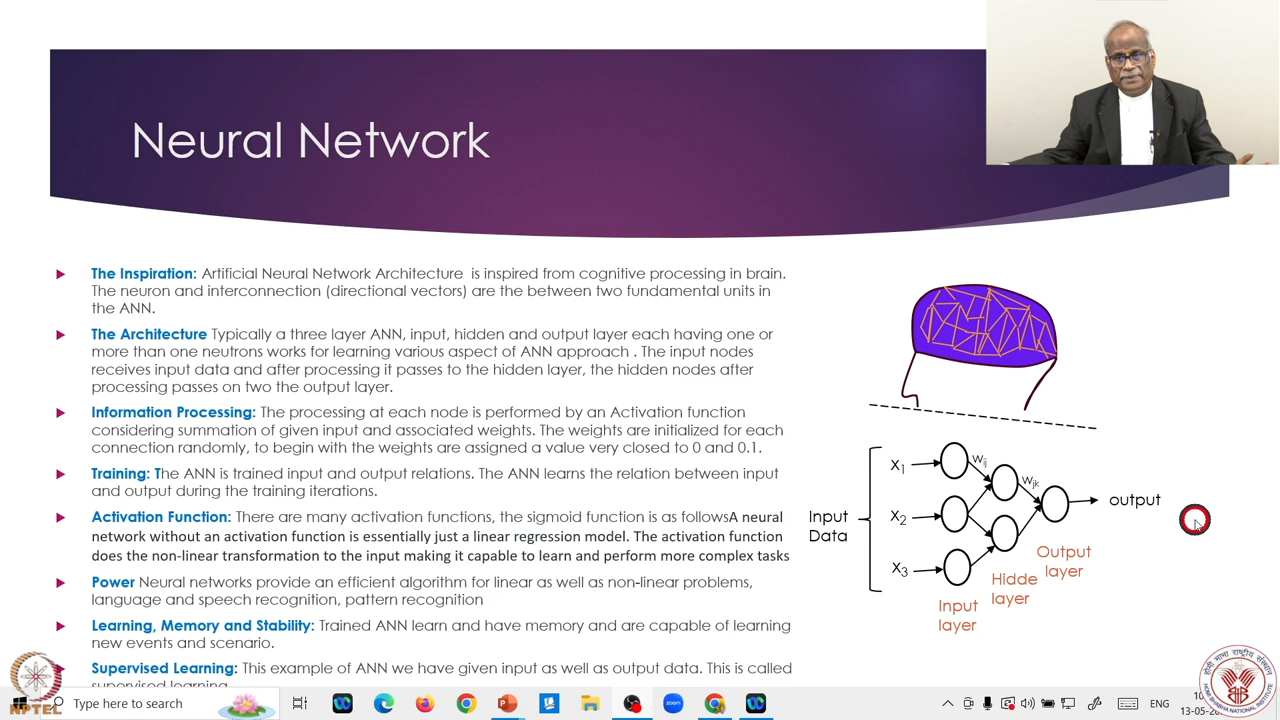 Neural Network
The Inspiration: Artificial Neural Network Architecture is inspired from cognitive processing in brain.
The neuron and interconnection (directional vectors) are the between two fundamental units in
the ANN.
The Architecture Typically a three layer ANN, input, hidden and output layer each having one or
more than one neutrons works for learning various aspect of ANN approach . The input nodes
receives input data and after processing it passes to the hidden layer, the hidden nodes after
processing passes on two the output layer.
Information Processing: The processing at each node is performed by an Activation function
considering summation of given input and associated weights. The weights are initialized for each
connection randomly, to begin with the weights are assigned a value very closed to 0 and 0.1.
Training: The ANN is trained input and output relations. The ANN learns the relation between input
and output during the training iterations.
Activation Function: There are many activation functions, the sigmoid function is as followsA neural
network without an activation function is essentially just a linear regression model. The activation function
does the non-linear transformation to the input making it capable to learn and perform more complex tasks
Power Neural networks provide an efficient algorithm for linear as well as non-linear problems,
language and speech recognition, pattern recognition
Learning, Memory and Stability: Trained ANN learn and have memory and are capable of learning
new events and scenario.
Supervised Learning: This example of ANN we have given input as well as output data. This is called
supervised learning
Input
Data
X1
X2
X3
wij
wjk
output
Output
layer
Hidde
layer
Input
layer
NPTEL
Type here to search
zoom
ENG
10
13-05-2